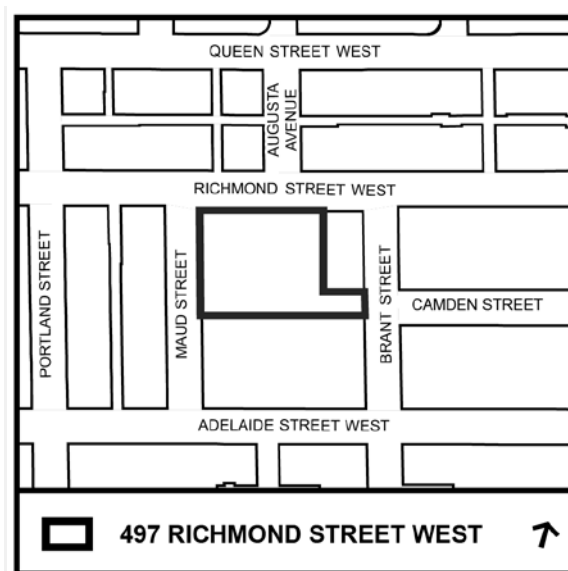 QUEEN STREET WEST
AUGUSTA
AVENUE
RICHMOND STREET WEST
PORTLAND STREET
MAUD STREET
BRANT STREET
CAMDEN STREET
ADELAIDE STREET WEST
497 RICHMOND STREET WEST